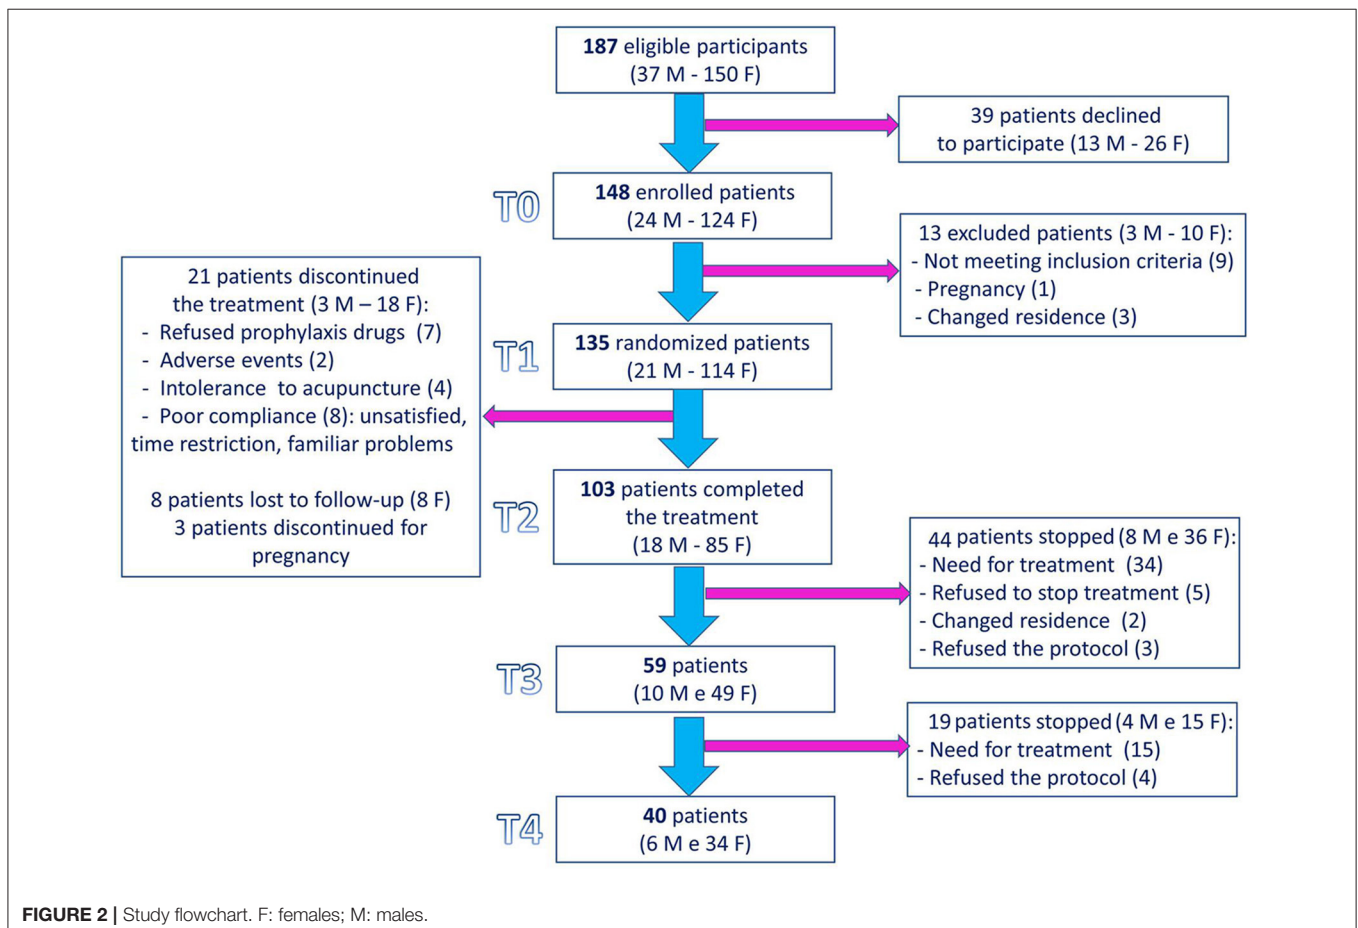 187 eligible participants
(37 M - 150 F)
39 patients declined
to participate (13 M - 26 F)
T0
148 enrolled patients
(24 M - 124 F)
13 excluded patients (3 M - 10 F):
- Not meeting inclusion criteria (9)
- Pregnancy (1)
- Changed residence (3)
T1
135 randomized patients
(21 M - 114 F)
21 patients discontinued
the treatment (3 M – 18 F):
- Refused prophylaxis drugs (7)
- Adverse events (2)
- Intolerance to acupuncture (4)
- Poor compliance (8): unsatisfied,
time restriction, familiar problems
8 patients lost to follow-up (8 F)
3 patients discontinued for
pregnancy
T2
103 patients completed
the treatment
(18 M - 85 F)
44 patients stopped (8 M e 36 F):
- Need for treatment (34)
- Refused to stop treatment (5)
- Changed residence (2)
- Refused the protocol (3)
T3
59 patients
(10 M e 49 F)
19 patients stopped (4 M e 15 F):
- Need for treatment (15)
- Refused the protocol (4)
T4
40 patients
(6 M e 34 F)
FIGURE 2 | Study flowchart. F: females; M: males.